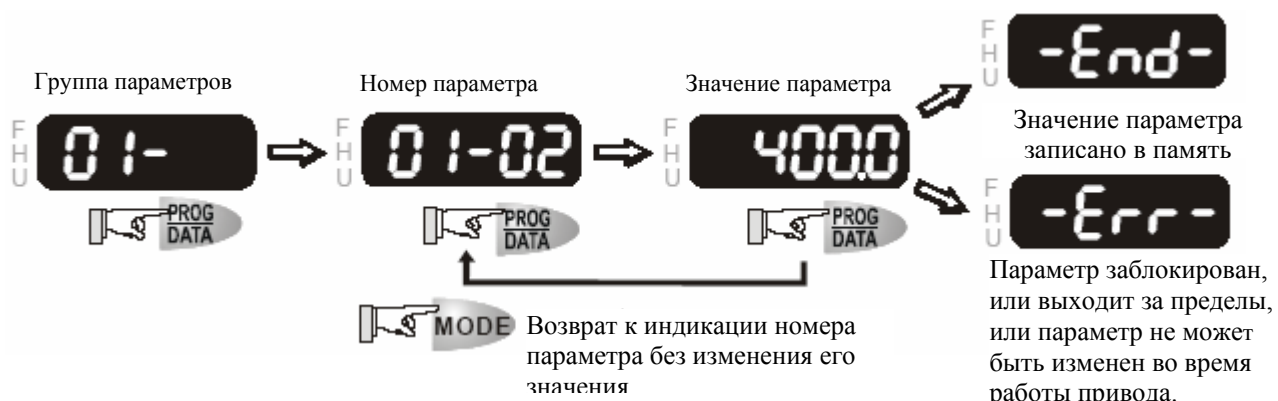 Группа параметров
F
H
U
01-
PROG
DATA
Номер параметра
F
H
U
01-02
PROG
DATA
Значение параметра
F
H
U
400.0
PROG
DATA
MODE
Возврат к индикации номера
параметра без изменения его
значения
F
H
U
-End-
Значение параметра
записано в память
F
H
U
-Err-
Параметр заблокирован,
или выходит за пределы,
или параметр не может
быть изменен во время
работы привода.